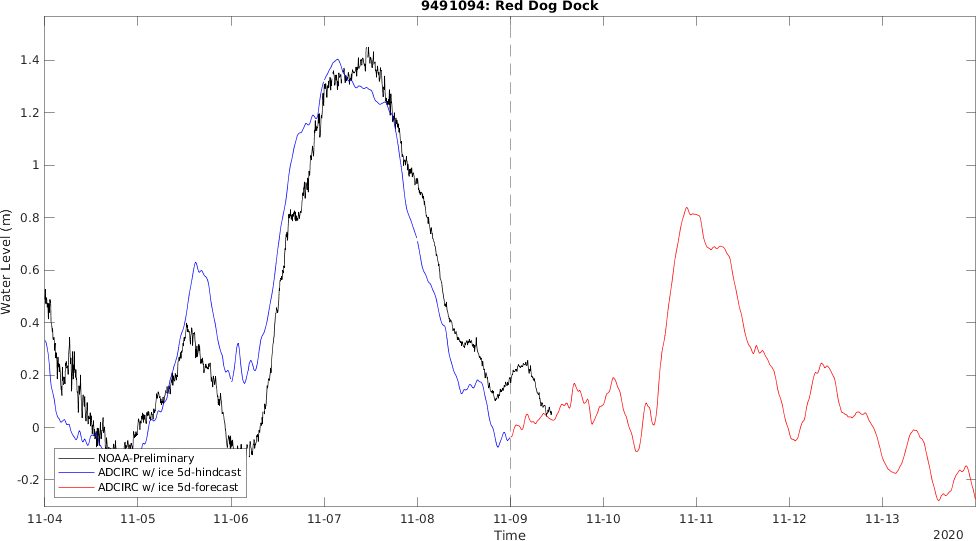 9491094: Red Dog Dock
Water Level (m)
1.4
1.2
1
0.8
0.6
0.4
0.2
0
-0.2
NOAA-Preliminary
ADCIRC w/ ice 5d-hindcast
ADCIRC w/ ice 5d-forecast
11-04 11-05 11-06 11-07 11-08 11-09 11-10 11-11 11-12 11-13
Time
2020